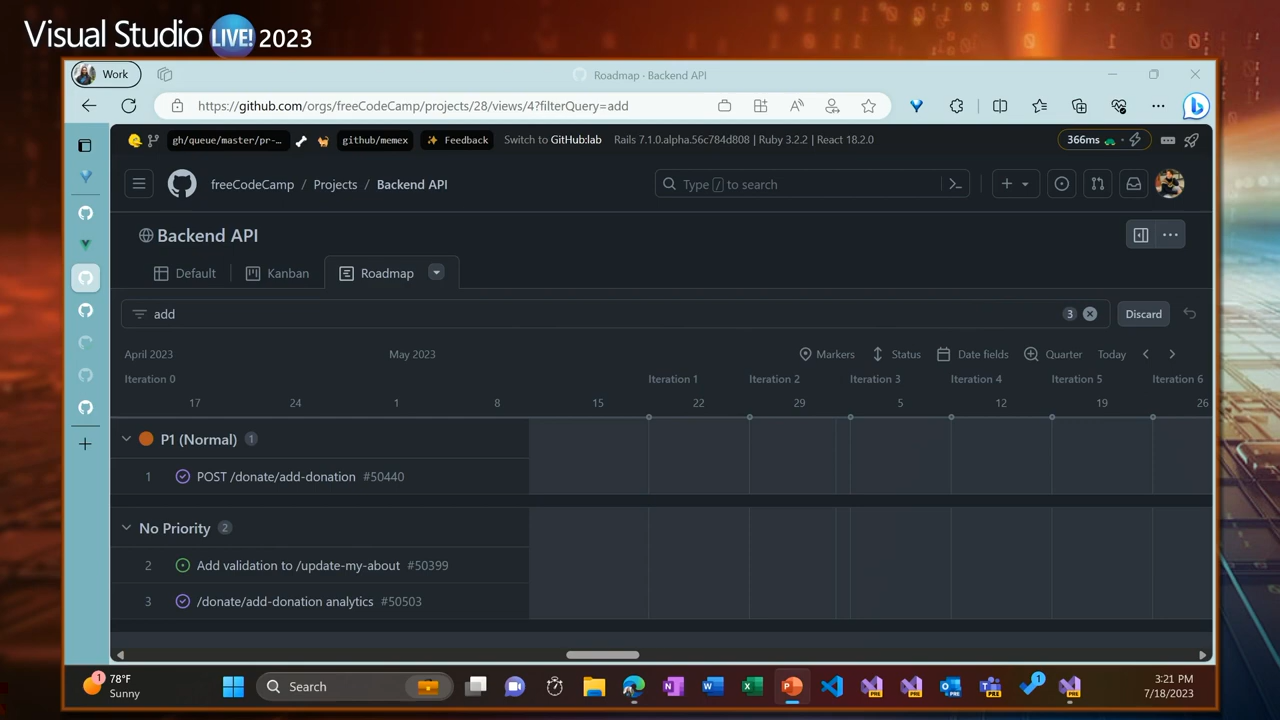 Visual Studio LIVE! 2023
Work
Roadmap - Backend API
https://github.com/orgs/freeCodeCamp/projects/28/views/4?filterQuery=add
gh/queue/master/pr-…
github/memex
Feedback
Switch to GitHub:lab
Rails 7.1.0.alpha.56c784d808 | Ruby 3.2.2 | React 18.2.0
366ms
freeCodeCamp / Projects / Backend API
Type / to search
Backend API
Default
Kanban
Roadmap
add
3
Discard
April 2023
May 2023
Markers
Status
Date fields
Quarter
Today
Iteration 0
Iteration 1
Iteration 2
Iteration 3
Iteration 4
Iteration 5
Iteration 6
17 24 1 8 15 22 29 5 12 19 26
P1 (Normal) 1
1 POST /donate/add-donation #50440
No Priority 2
2 Add validation to /update-my-about #50399
3 /donate/add-donation analytics #50503
1
78°F
Sunny
Search
PRE
PRE
1
PRE
3:21 PM
7/18/2023